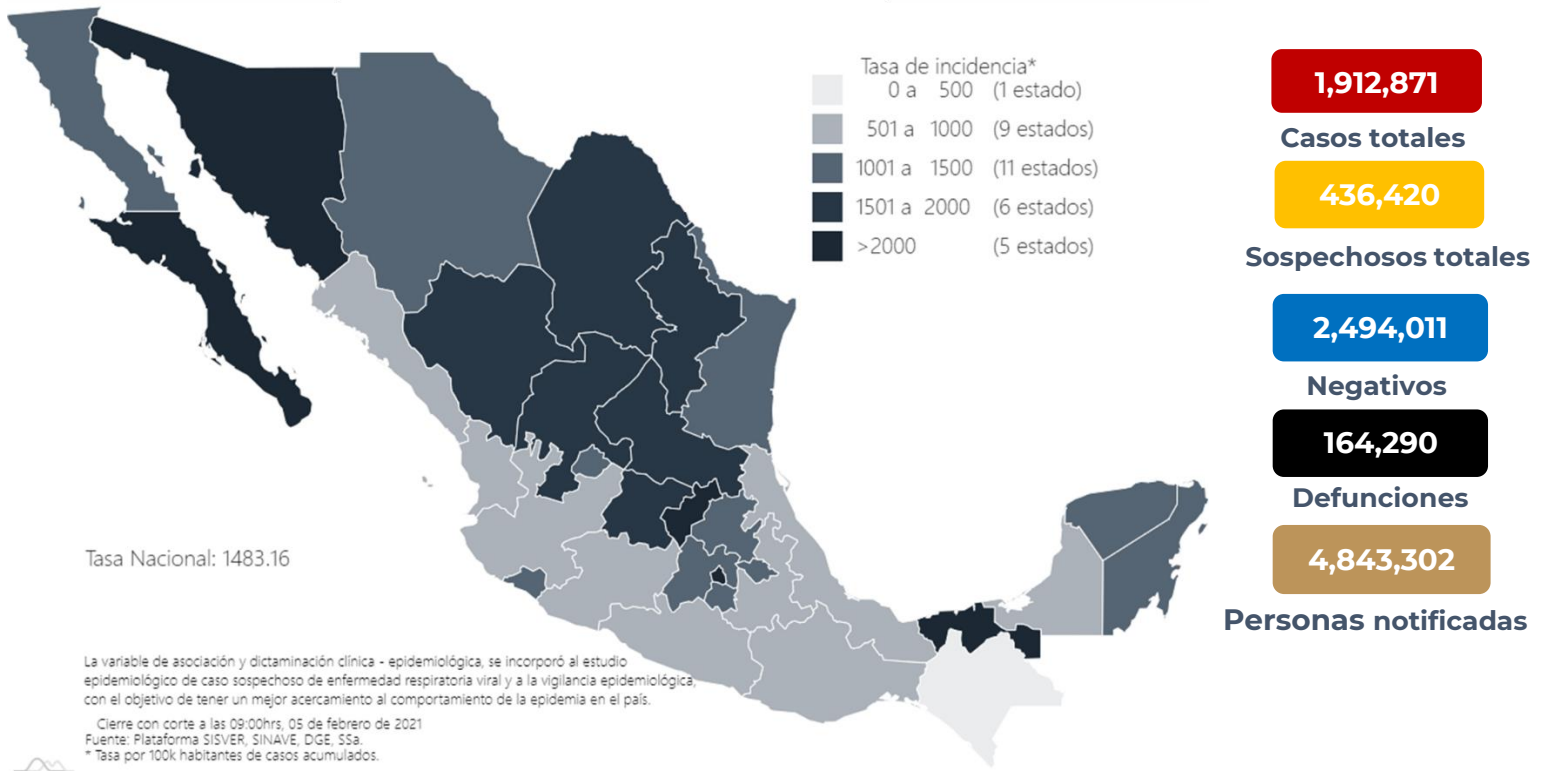 Tasa de incidencia*
0 a 500 (1 estado)
501 a 1000 (9 estados)
1001 a 1500 (11 estados)
1501 a 2000 (6 estados)
>2000 (5 estados)
Tasa Nacional: 1483.16
La variable de asociación y dictaminación clínica - epidemiológica, se incorporó al estudio
epidemiológico de caso sospechoso de enfermedad respiratoria viral y a la vigilancia epidemiológica,
con el objetivo de tener un mejor acercamiento al comportamiento de la epidemia en el país.
Cierre con corte a las 09:00hrs, 05 de febrero de 2021
Fuente: Plataforma SISVER, SINAVE, DGE, SSa.
* Tasa por 100k habitantes de casos acumulados.
1,912,871
Casos totales
436,420
Sospechosos totales
2,494,011
Negativos
164,290
Defunciones
4,843,302
Personas notificadas